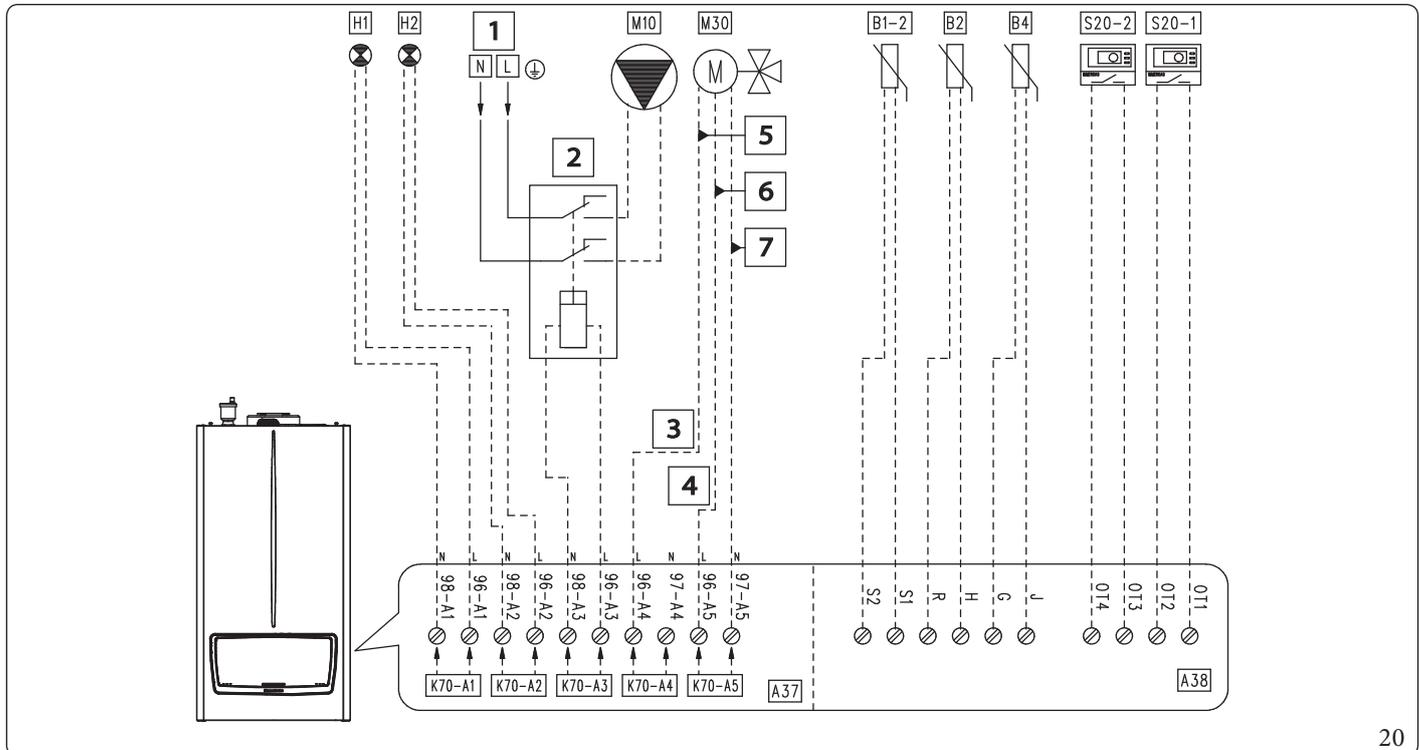 H1 H2 1 M10 M30 B1-2 B2 B4 S20-2 S20-1
N L M
5
2
6
7
3
4
N L N L N L L N L N
98-A1 96-A1 98-A2 96-A2 98-A3 96-A3 96-A4 97-A4 96-A5 97-A5 S2 S1 R H G J OT4 OT3 OT2 OT1
K70-A1 K70-A2 K70-A3 K70-A4 K70-A5 A37 A38
20